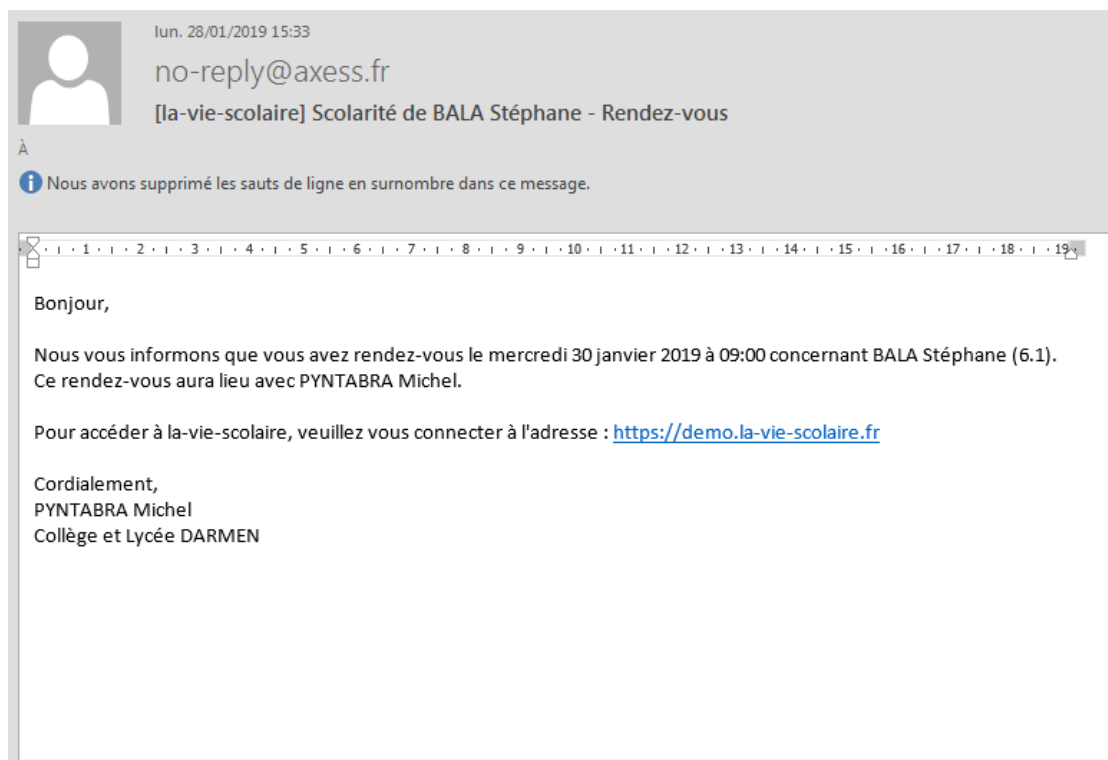 lun. 28/01/2019 15:33
no-reply@axess.fr
[la-vie-scolaire] Scolarité de BALA Stéphane - Rendez-vous
À
Nous avons supprimé les sauts de ligne en surnombre dans ce message.
1 2 3 4 5 6 7 8 9 10 11 12 13 14 15 16 17 18 19
Bonjour,
Nous vous informons que vous avez rendez-vous le mercredi 30 janvier 2019 à 09:00 concernant BALA Stéphane (6.1).
Ce rendez-vous aura lieu avec PYNTABRA Michel.
Pour accéder à la-vie-scolaire, veuillez vous connecter à l'adresse : https://demo.la-vie-scolaire.fr
Cordialement,
PYNTABRA Michel
Collège et Lycée DARMEN